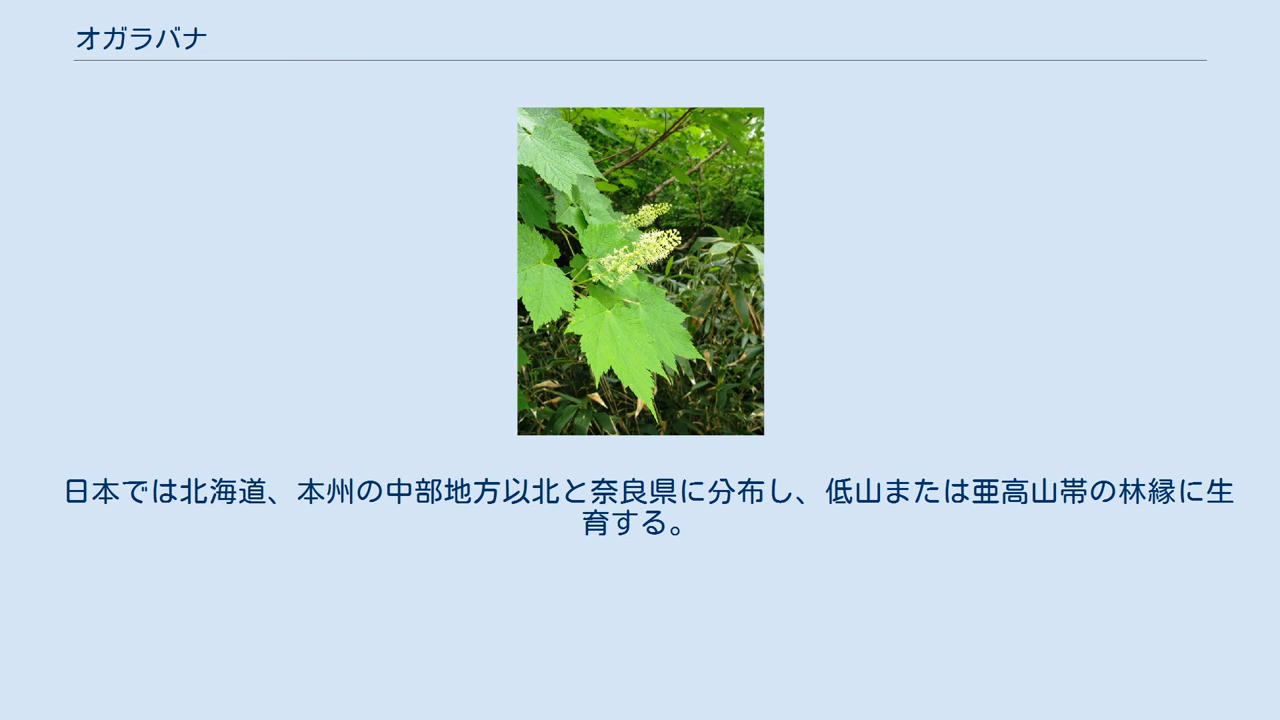 オガラバナ
日本では北海道、本州の中部地方以北と奈良県に分布し、低山または亜高山帯の林縁に生
育する。